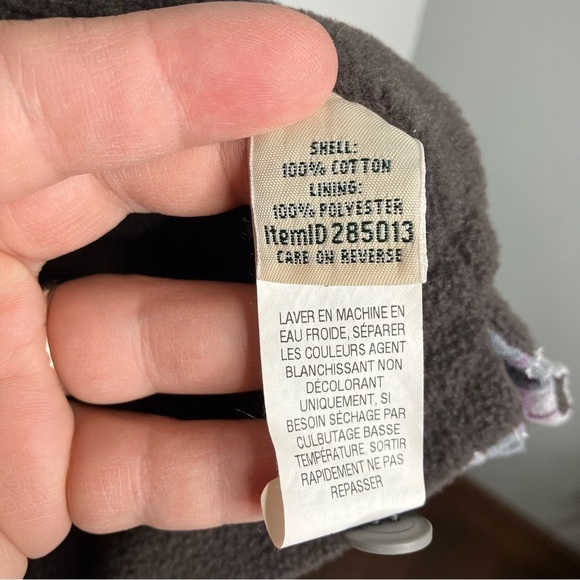 SHELL:
100% COTTON
LINING:
100% POLYESTER
ItemID 285013
CARE ON REVERSE
LAVER EN MACHINE EN
EAU FROIDE, SÉPARER
LES COULEURS AGENT
BLANCHISSANT NON
DÉCOLORANT
UNIQUEMENT, SI
BESOIN SÉCHAGE PAR
CULBUTAGE BASSE
TEMPÉRATURE, SORTIR
RAPIDEMENT NE PAS
REPASSER